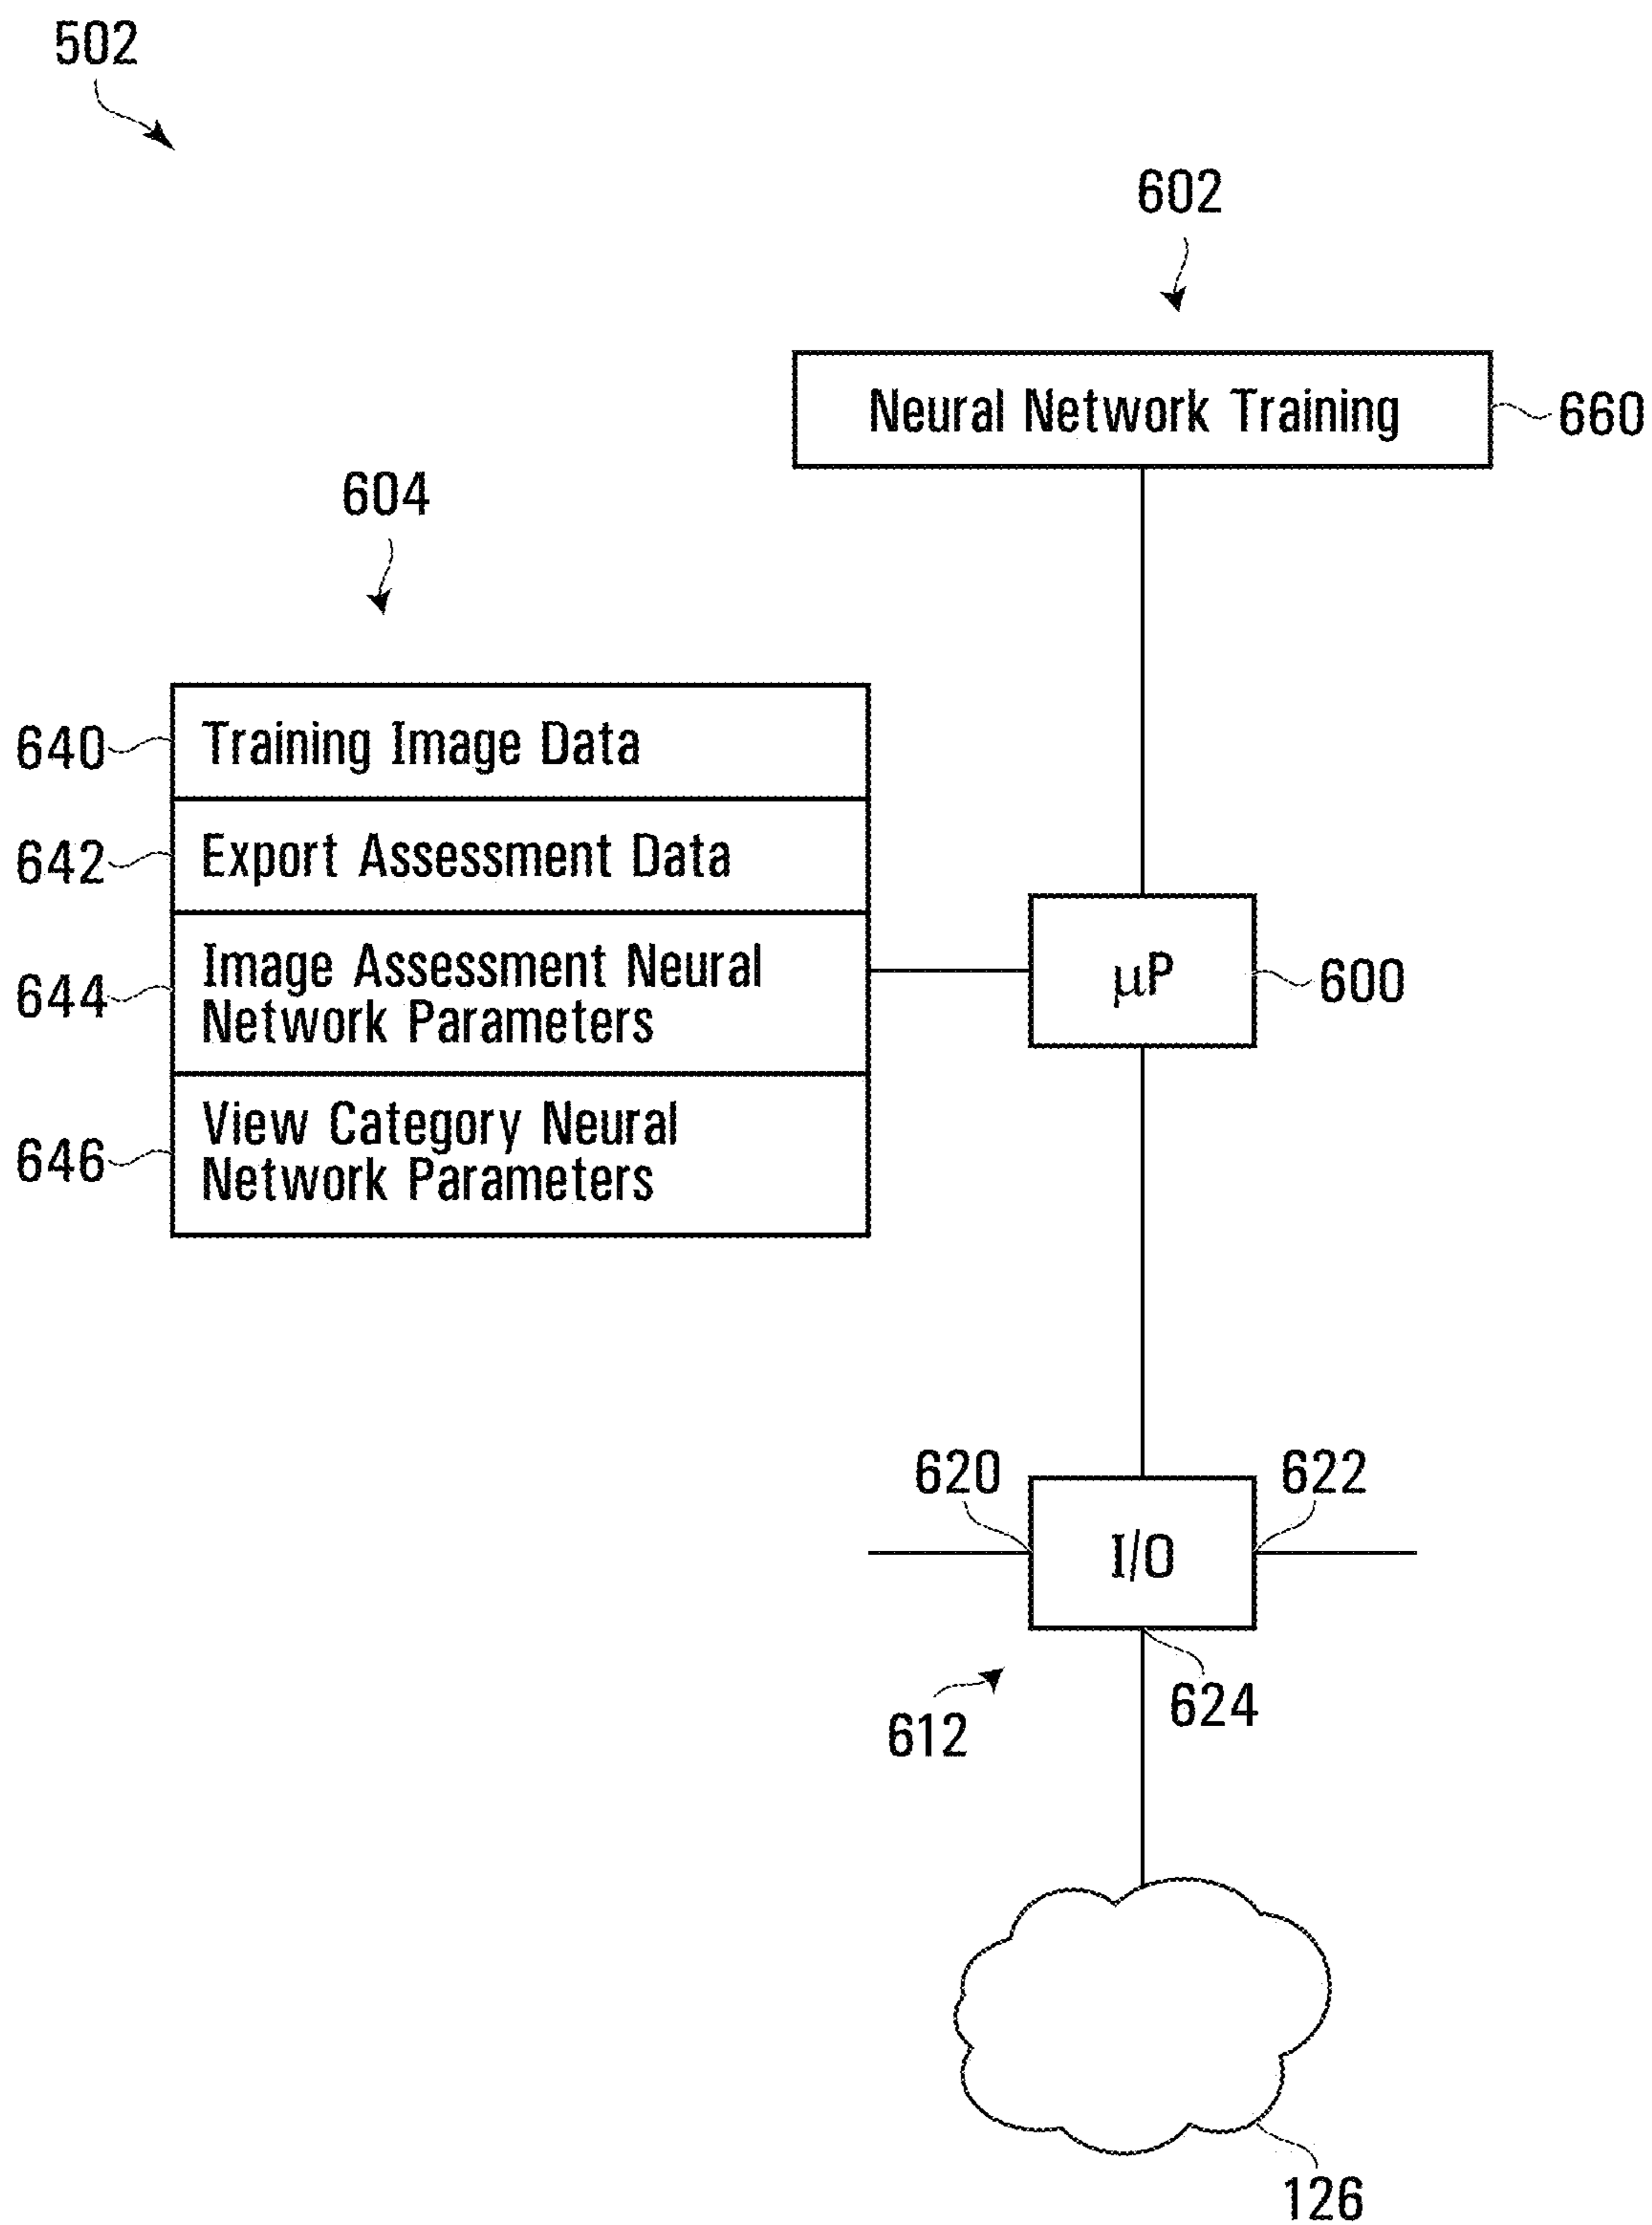 502
602
Neural Network Training
660
604
640
Training Image Data
642
Export Assessment Data
644
Image Assessment Neural
Network Parameters
646
View Category Neural
Network Parameters
µP
600
620
622
I/O
612
624
126